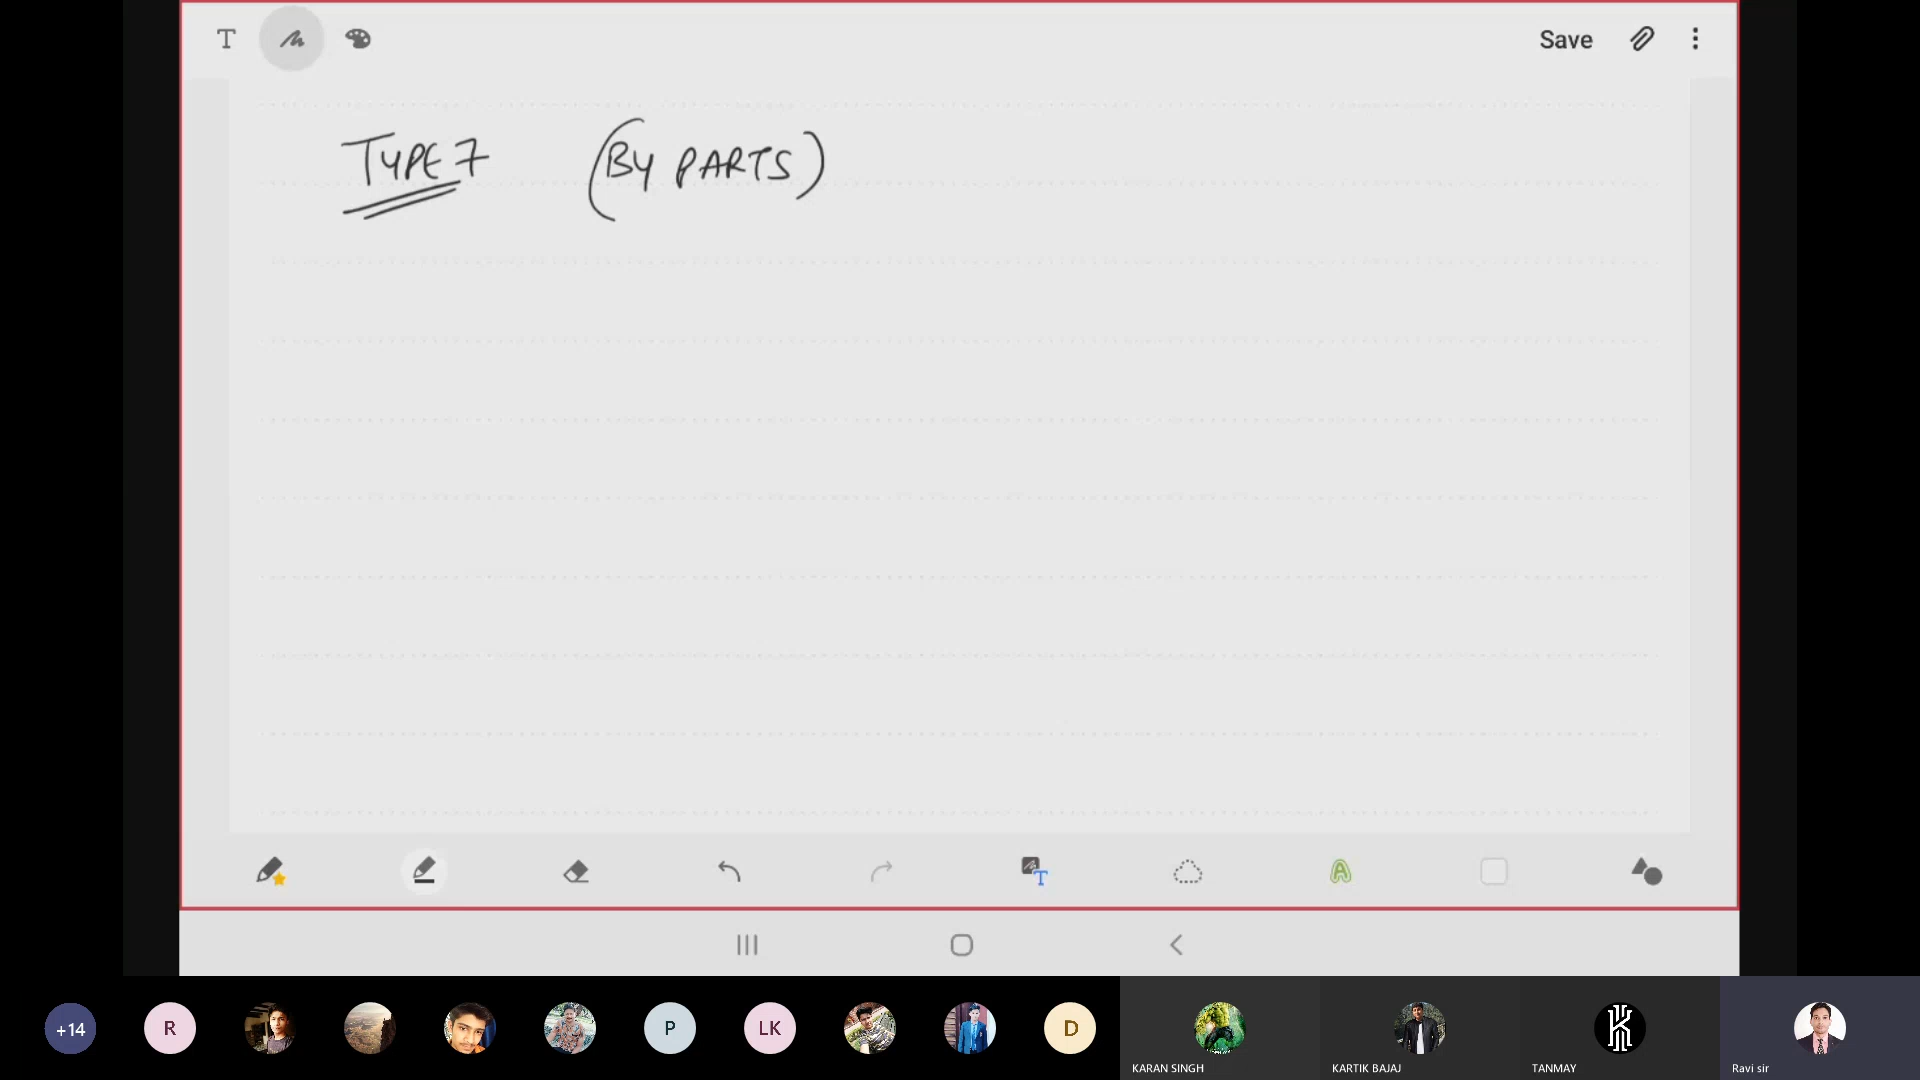 T Save
TYPE 7 (BY PARTS)
T A
+14 R P LK D
KARAN SINGH KARTIK BAJAJ TANMAY Ravi sir